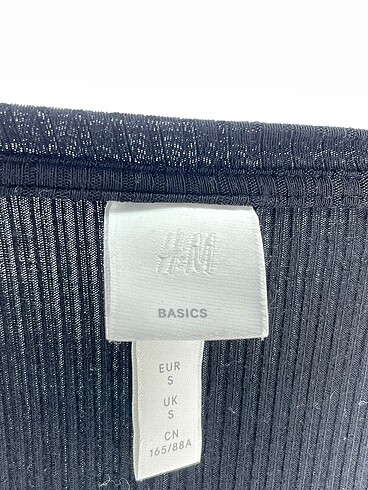 H&M
BASICS
EUR
S
UK
S
CN
165/88A